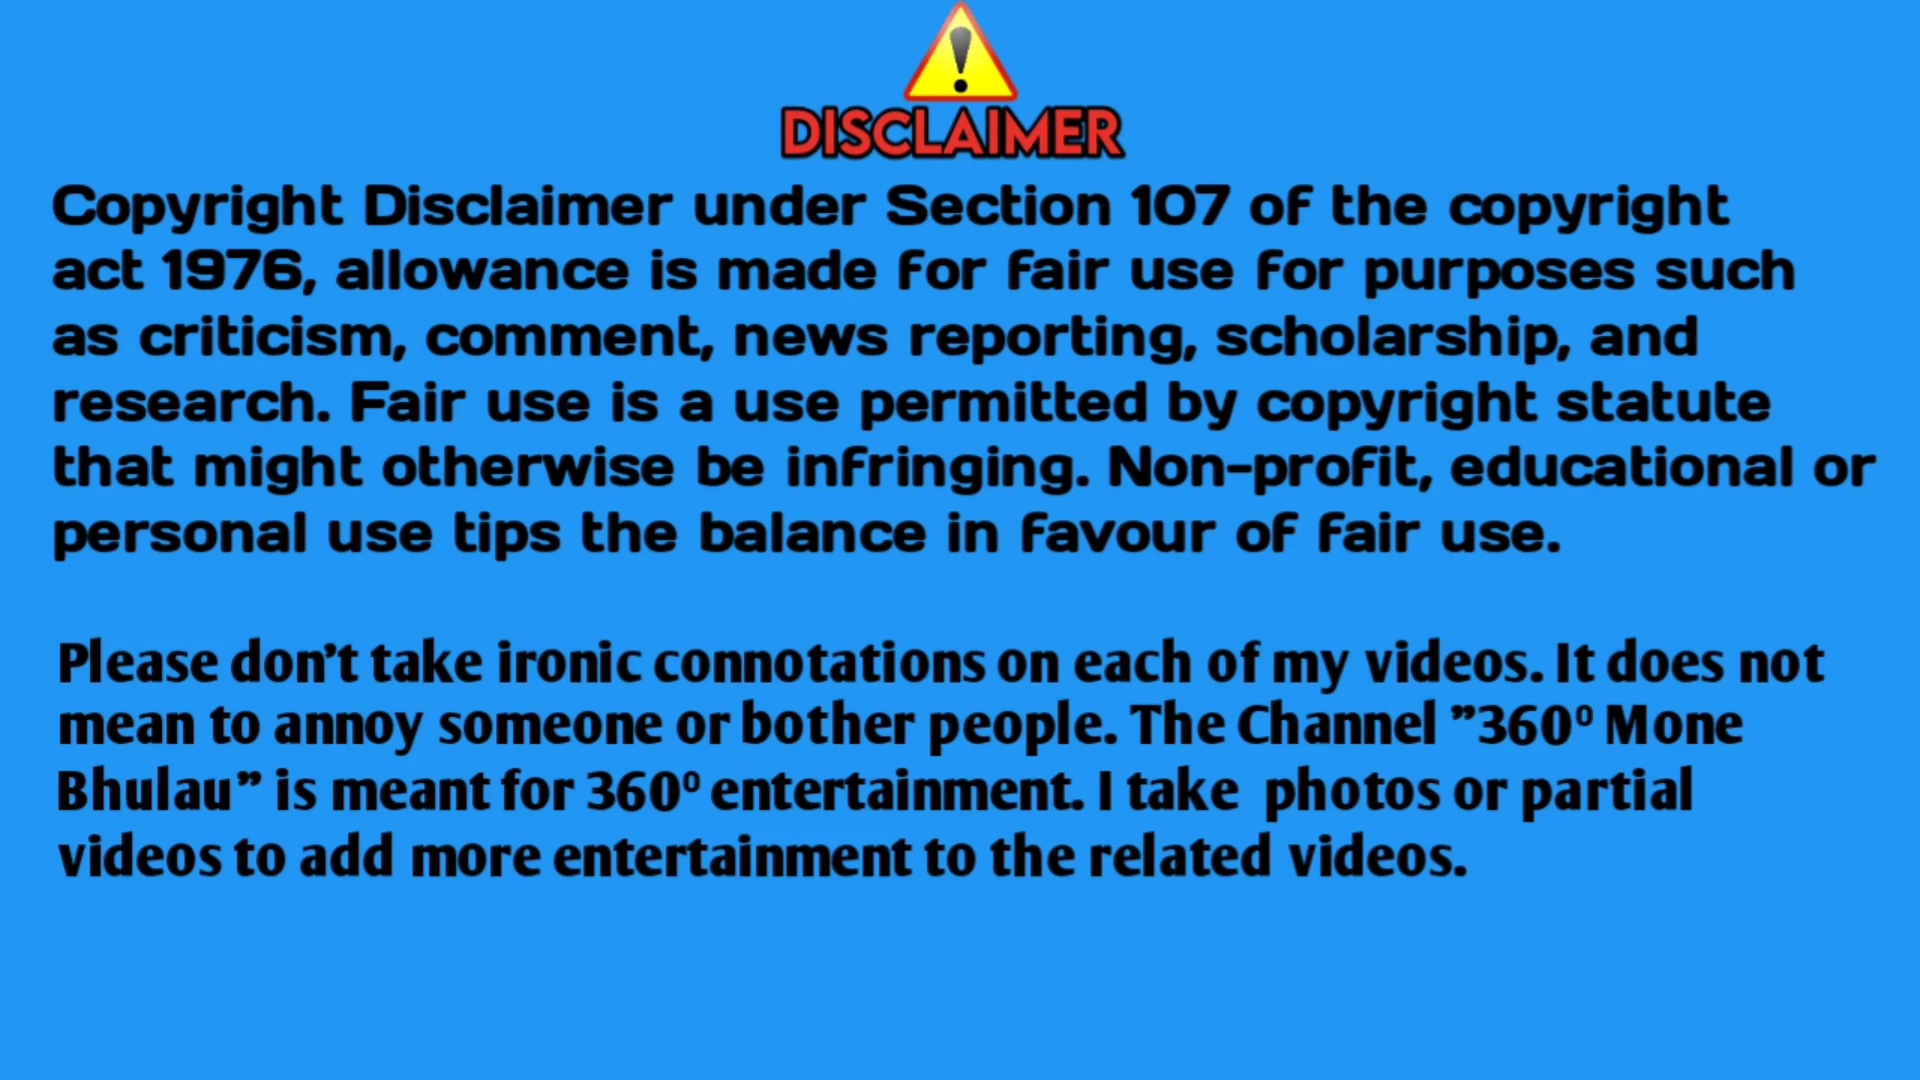 DISCLAIMER
Copyright Disclaimer under Section 107 of the copyright
act 1976, allowance is made for fair use for purposes such
as criticism, comment, news reporting, scholarship, and
research. Fair use is a use permitted by copyright statute
that might otherwise be infringing. Non-profit, educational or
personal use tips the balance in favour of fair use.
Please don't take ironic connotations on each of my videos. It does not
mean to annoy someone or bother people. The Channel "360º Mone
Bhulau" is meant for 360º entertainment. I take photos or partial
videos to add more entertainment to the related videos.